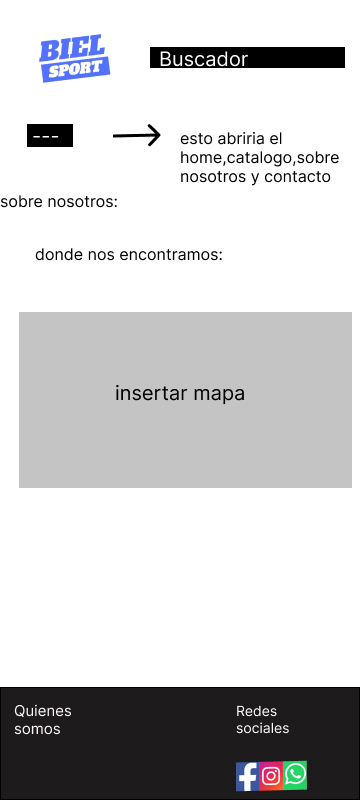 BIEL
SPORT
Buscador
---
esto abriria el
home,catalogo,sobre
nosotros y contacto
sobre nosotros:
donde nos encontramos:
insertar mapa
Quienes
somos
Redes
sociales